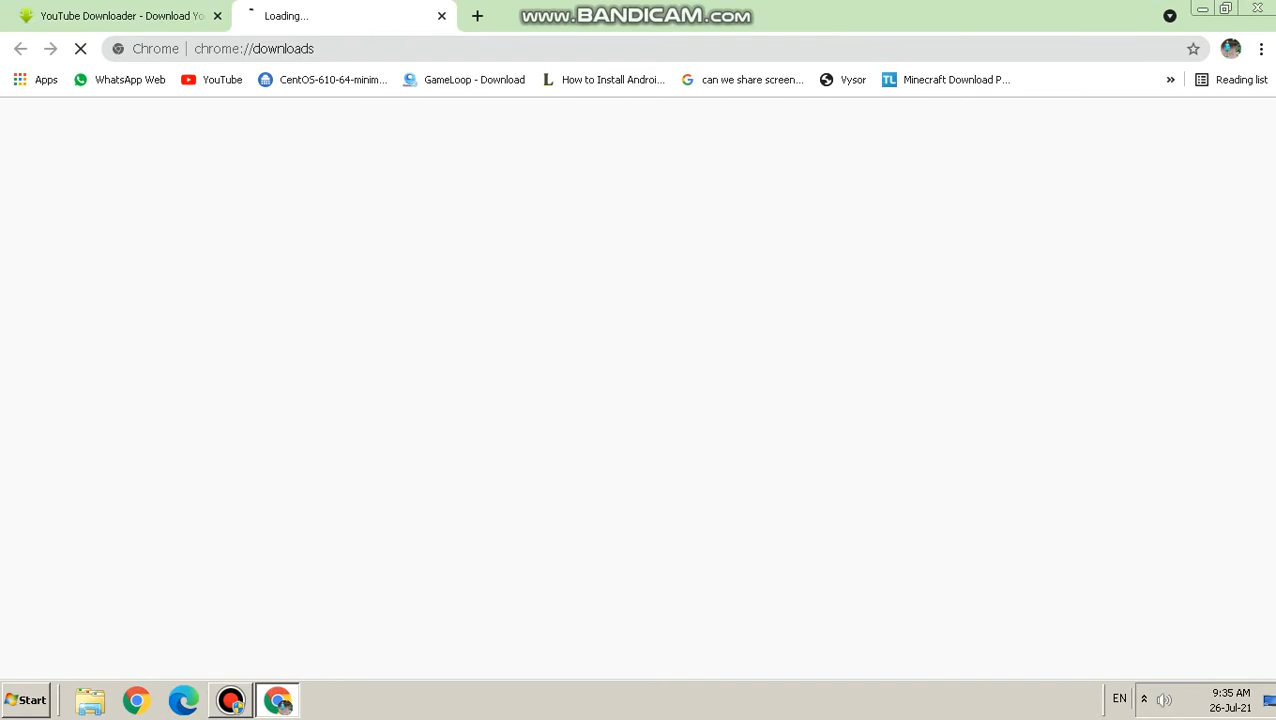 YouTube Downloader - Download Yo
Loading...
www.BANDICAM.com
Chrome | chrome://downloads
Apps
WhatsApp Web
YouTube
CentOS-610-64-minim...
GameLoop - Download
How to Install Androi...
can we share screen...
Vysor
TL
Minecraft Download P...
»
Reading list
Start
EN
9:35 AM
26-Jul-21